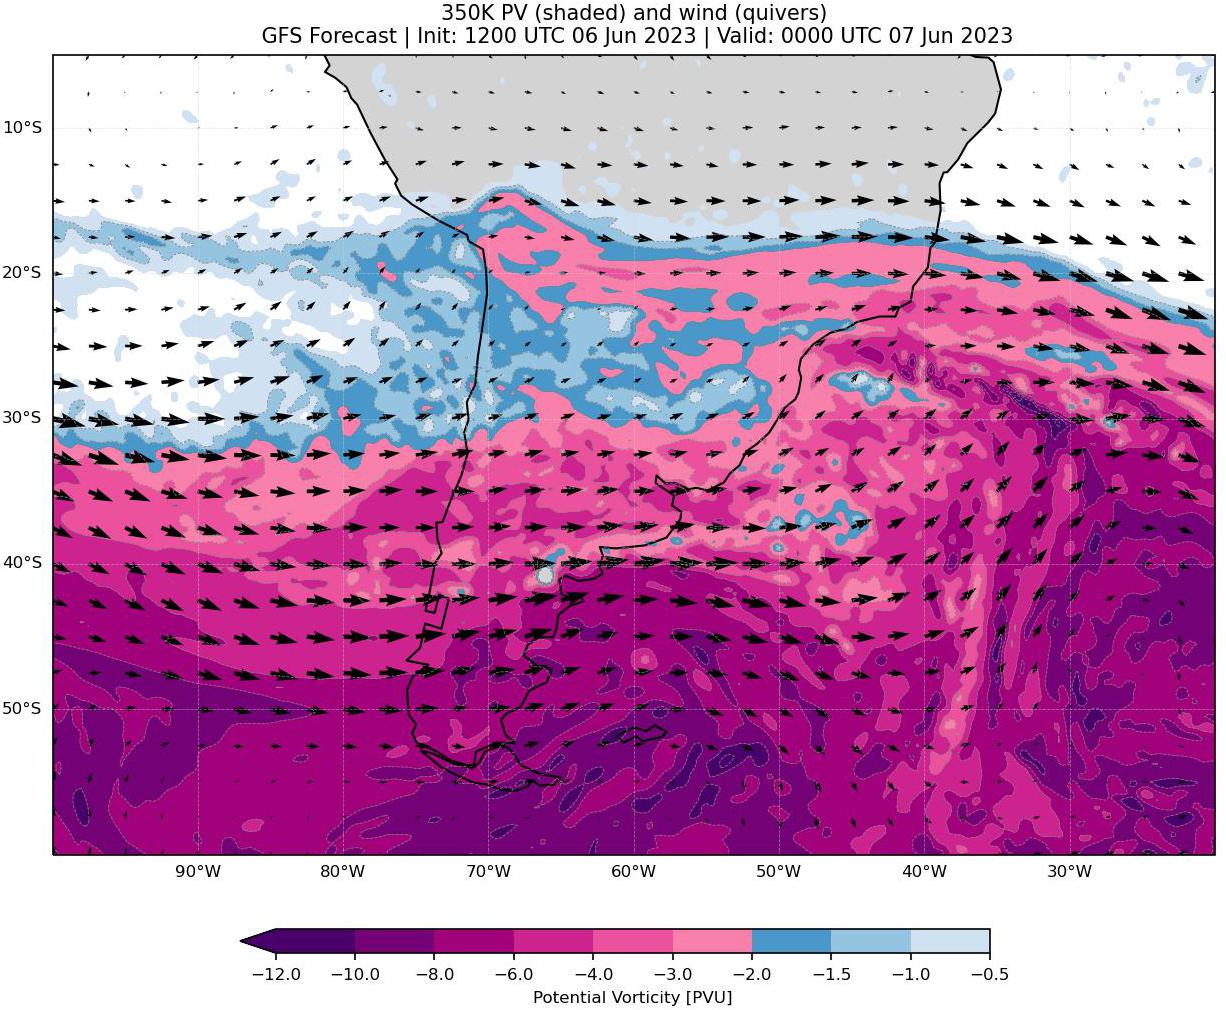 350K PV (shaded) and wind (quivers)
GFS Forecast | Init: 1200 UTC 06 Jun 2023 | Valid: 0000 UTC 07 Jun 2023
10°S
20°S
30°S
40°S
50°S
90°W 80°W 70°W 60°W 50°W 40°W 30°W
−12.0 −10.0 −8.0 −6.0 −4.0 −3.0 −2.0 −1.5 −1.0 −0.5
Potential Vorticity [PVU]